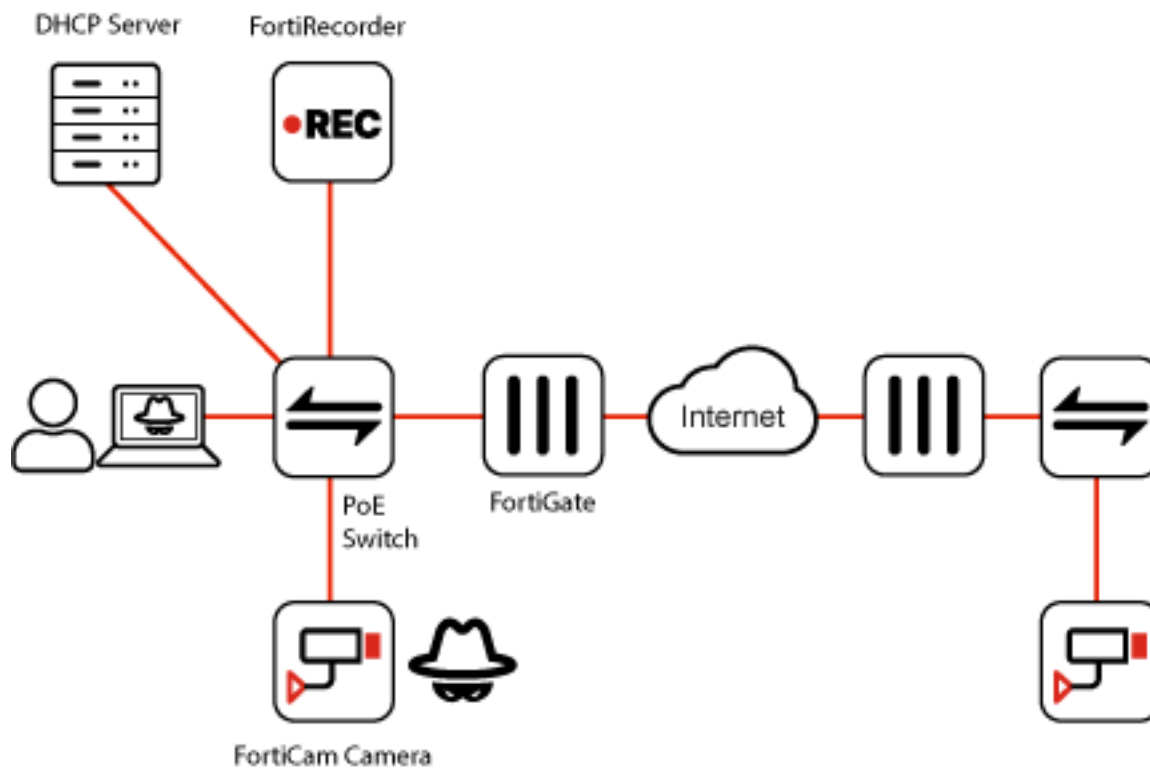 DHCP Server
FortiRecorder
REC
Internet
FortiGate
PoE
Switch
FortiCam Camera